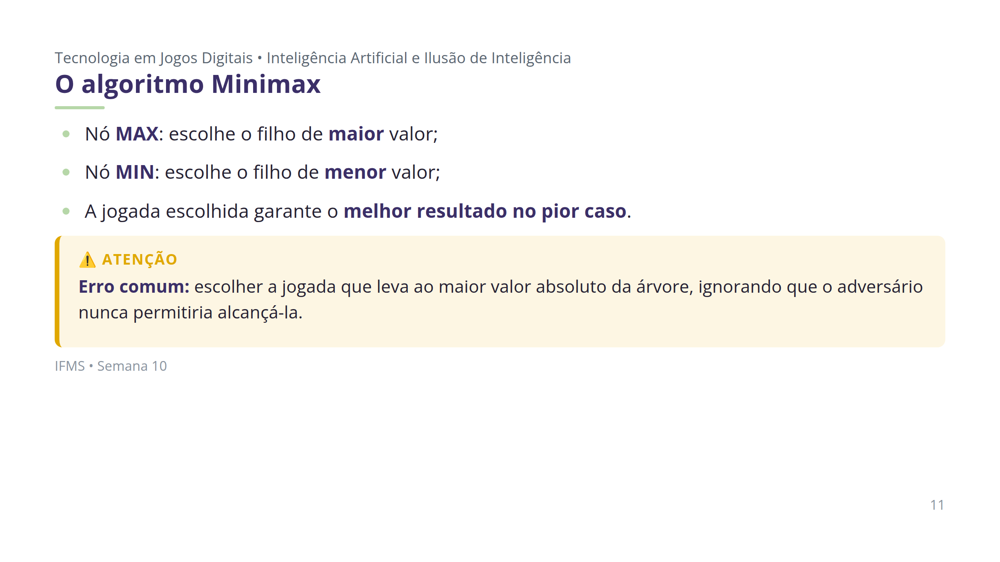 Tecnologia em Jogos Digitais • Inteligência Artificial e Ilusão de Inteligência
O algoritmo Minimax
• Nó MAX: escolhe o filho de maior valor;
• Nó MIN: escolhe o filho de menor valor;
• A jogada escolhida garante o melhor resultado no pior caso.
⚠️ ATENÇÃO
Erro comum: escolher a jogada que leva ao maior valor absoluto da árvore, ignorando que o adversário
nunca permitiria alcançá-la.
IFMS • Semana 10
11